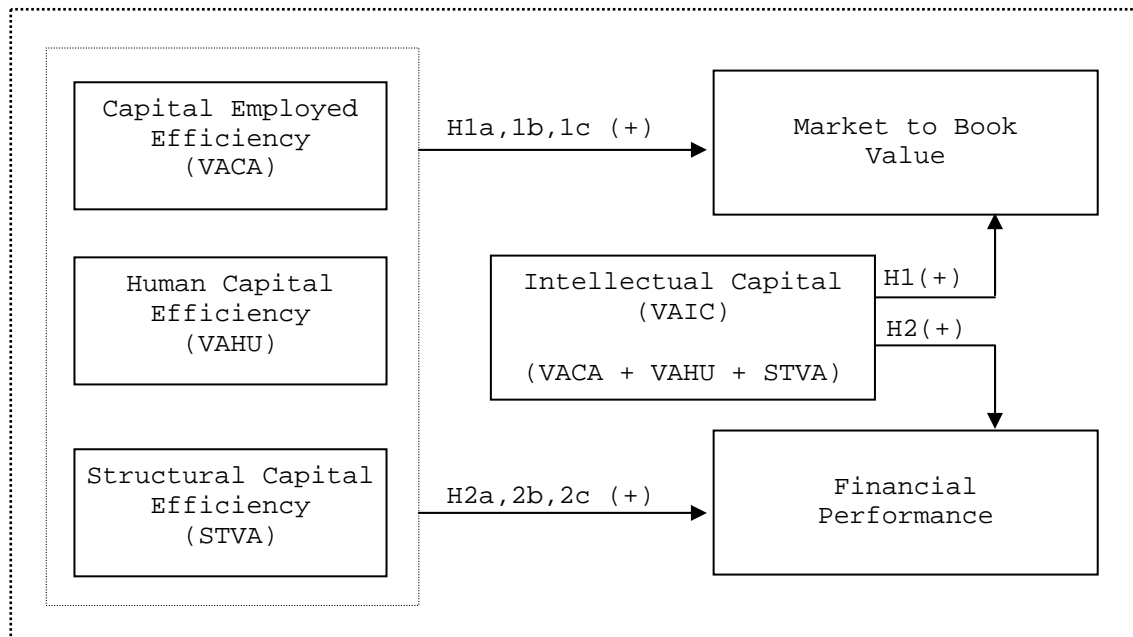 Capital Employed
Efficiency
(VACA)
H1a,1b,1c (+)
Market to Book
Value
Human Capital
Efficiency
(VAHU)
Intellectual Capital
(VAIC)
(VACA + VAHU + STVA)
H1(+)
H2(+)
Structural Capital
Efficiency
(STVA)
H2a,2b,2c (+)
Financial
Performance